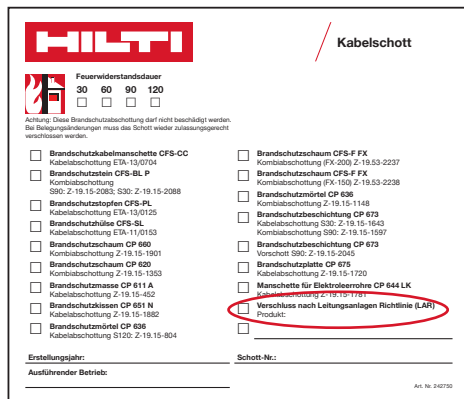 HILTI
Kabelschott
Feuerwiderstandsdauer
30 60 90 120
Achtung: Diese Brandschutzabschottung darf nicht beschädigt werden.
Bei Belegungsänderungen muss das Schott wieder zulassungsgerecht
verschlossen werden.
Brandschutzkabelmanschette CFS-CC
Kabelabschottung ETA-13/0704
Brandschutzstein CFS-BL P
Kombiabschottung
S90: Z-19.15-2083; S30: Z-19.15-2088
Brandschutzstopfen CFS-PL
Kabelabschottung ETA-13/0125
Brandschutzhülse CFS-SL
Kabelabschottung ETA-11/0153
Brandschutzschaum CP 660
Kombiabschottung Z-19.15-1901
Brandschutzschaum CP 620
Kombiabschottung Z-19.15-1353
Brandschutzmasse CP 611 A
Kabelabschottung Z-19.15-452
Brandschutzkissen CP 651 N
Kabelabschottung Z-19.15-1882
Brandschutzmörtel CP 636
Kabelabschottung S120: Z-19.15-804
Brandschutzschaum CFS-F FX
Kombiabschottung (FX-200) Z-19.53-2237
Brandschutzschaum CFS-F FX
Kombiabschottung (FX-150) Z-19.53-2238
Brandschutzmörtel CP 636
Kombiabschottung Z-19.15-1148
Brandschutzbeschichtung CP 673
Kabelabschottung S30: Z-19.15-1643
Kombiabschottung S90: Z-19.15-1597
Brandschutzbeschichtung CP 673
Vorschott S90: Z-19.15-2045
Brandschutzplatte CP 675
Kabelabschottung Z-19.15-1720
Manschette für Elektroleerrohre CP 644 LK
Kabelabschottung Z-19.15-1781
Verschluss nach Leitungsanlagen Richtlinie (LAR)
Produkt:
Erstellungsjahr:
Schott-Nr.:
Ausführender Betrieb:
Art. Nr. 242750